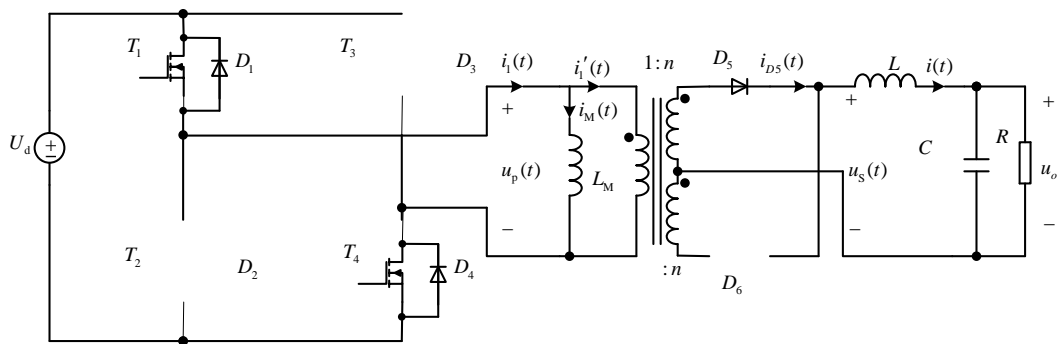 T1
T3
D1
D3
i1(t)
i1'(t)
1:n
D5
iD5(t)
L
i(t)
+
+
+
iM(t)
Ud
+
−
up(t)
LM
uS(t)
C
R
uo
T2
D2
T4
D4
−
−
−
:n
D6